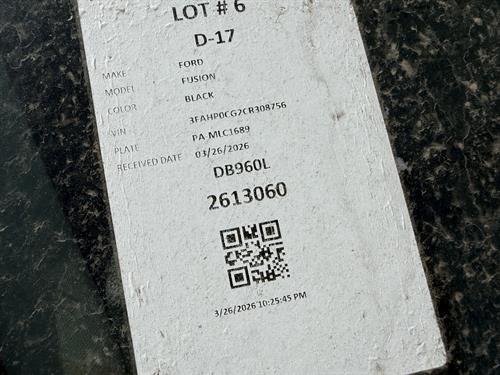 LOT # 6
D-17
MAKE FORD
MODEL FUSION
COLOR BLACK
VIN 3FAHP0CG2CR308756
PLATE PA-MLC1689
RECEIVED DATE 03/26/2026
DB960L
2613060
3/26/2026 10:25:45 PM